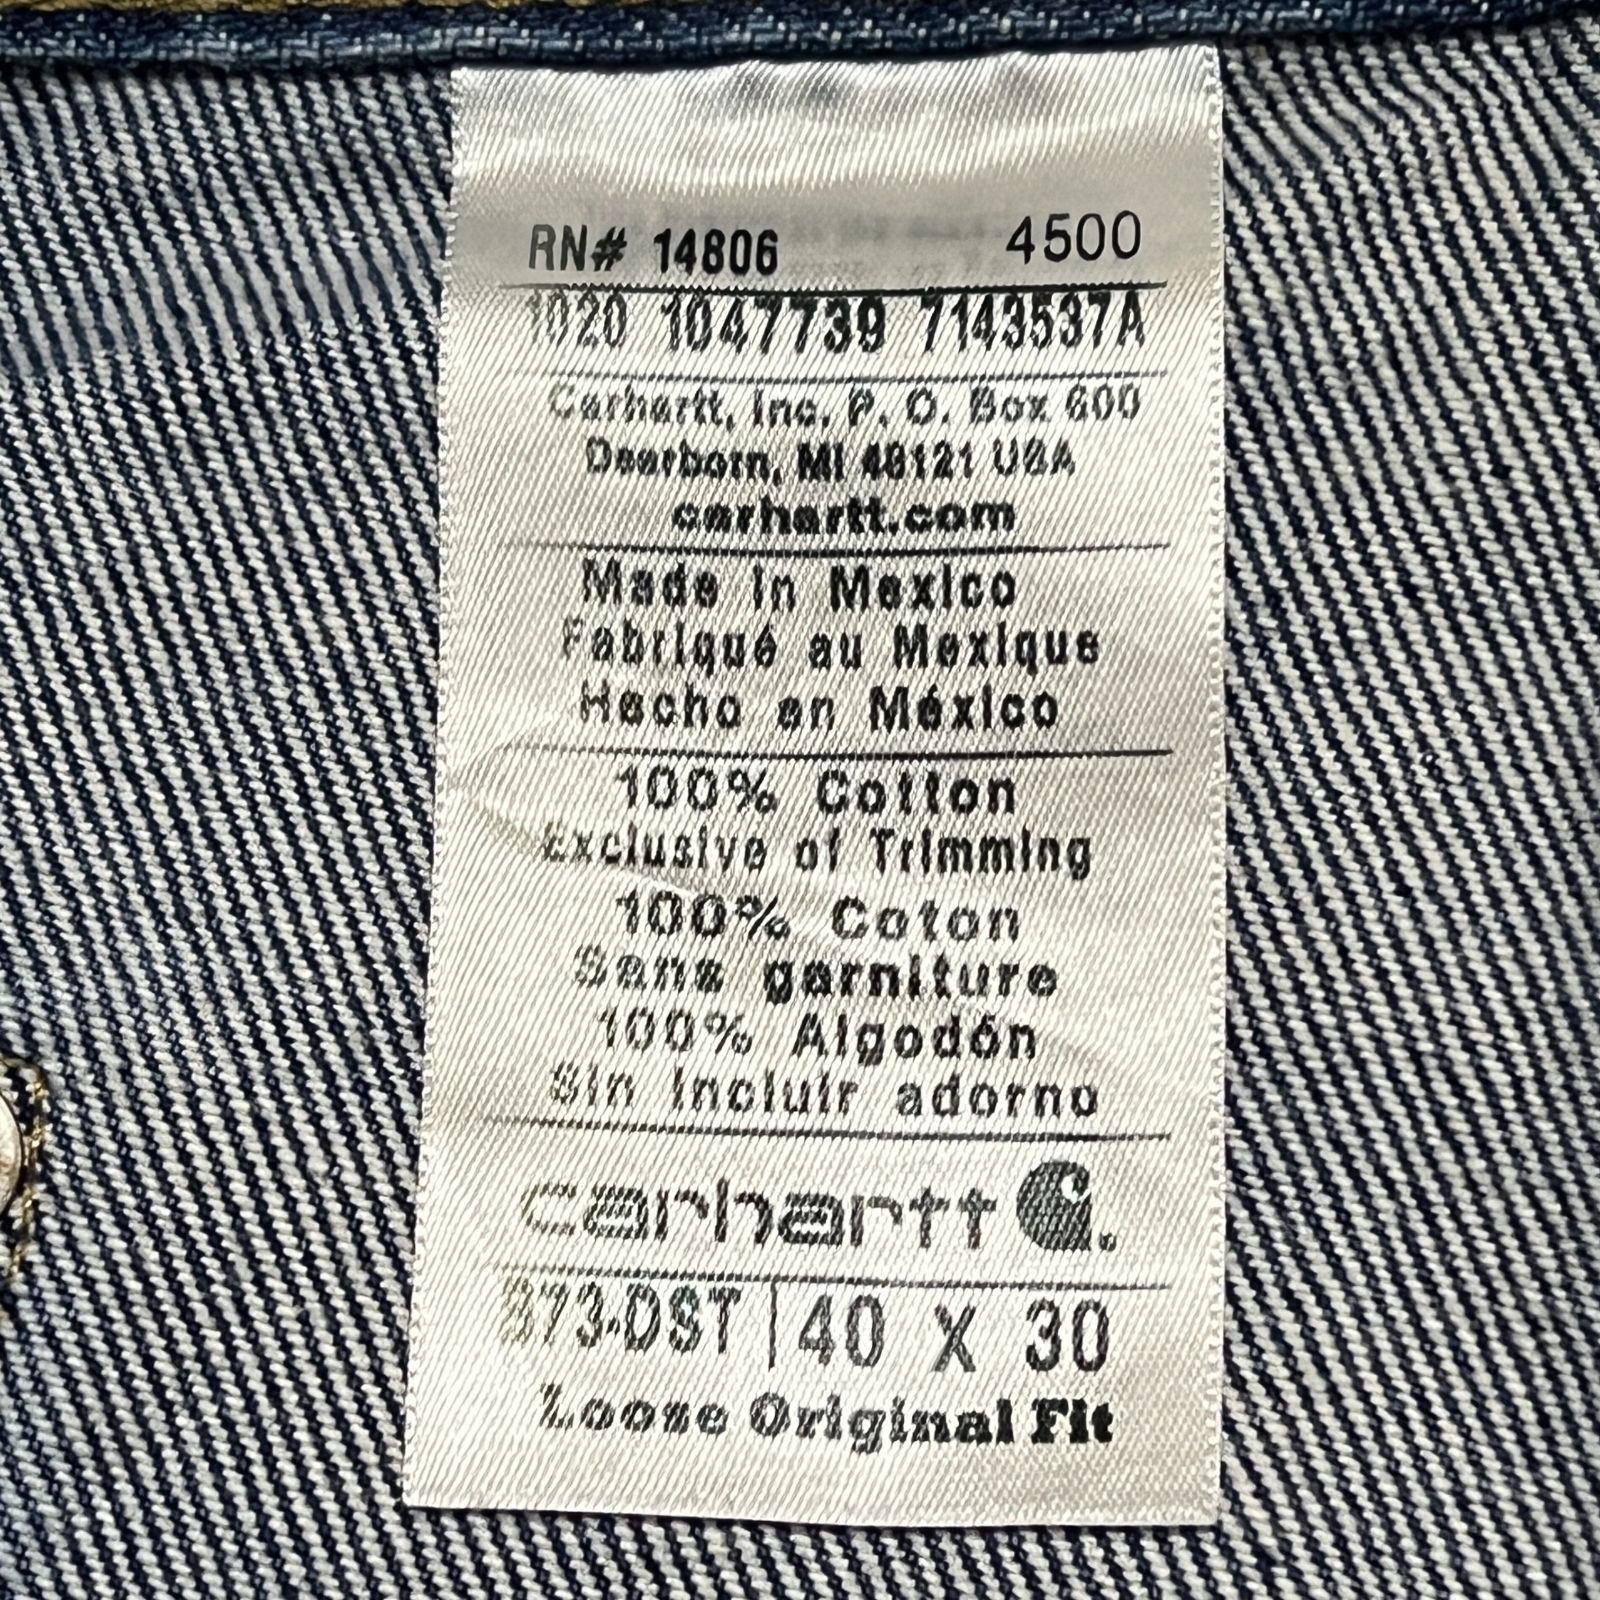 RN# 14806 4500
1020 1047739 7143537A
Carhartt, Inc. P. O. Box 600
Dearborn, MI 48121 USA
carhartt.com
Made in Mexico
Fabriqué au Mexique
Hecho en México
100% Cotton
Exclusive of Trimming
100% Coton
Sans garniture
100% Algodón
Sin incluir adorno
carhartt
B73-DST | 40 X 30
Loose Original Fit